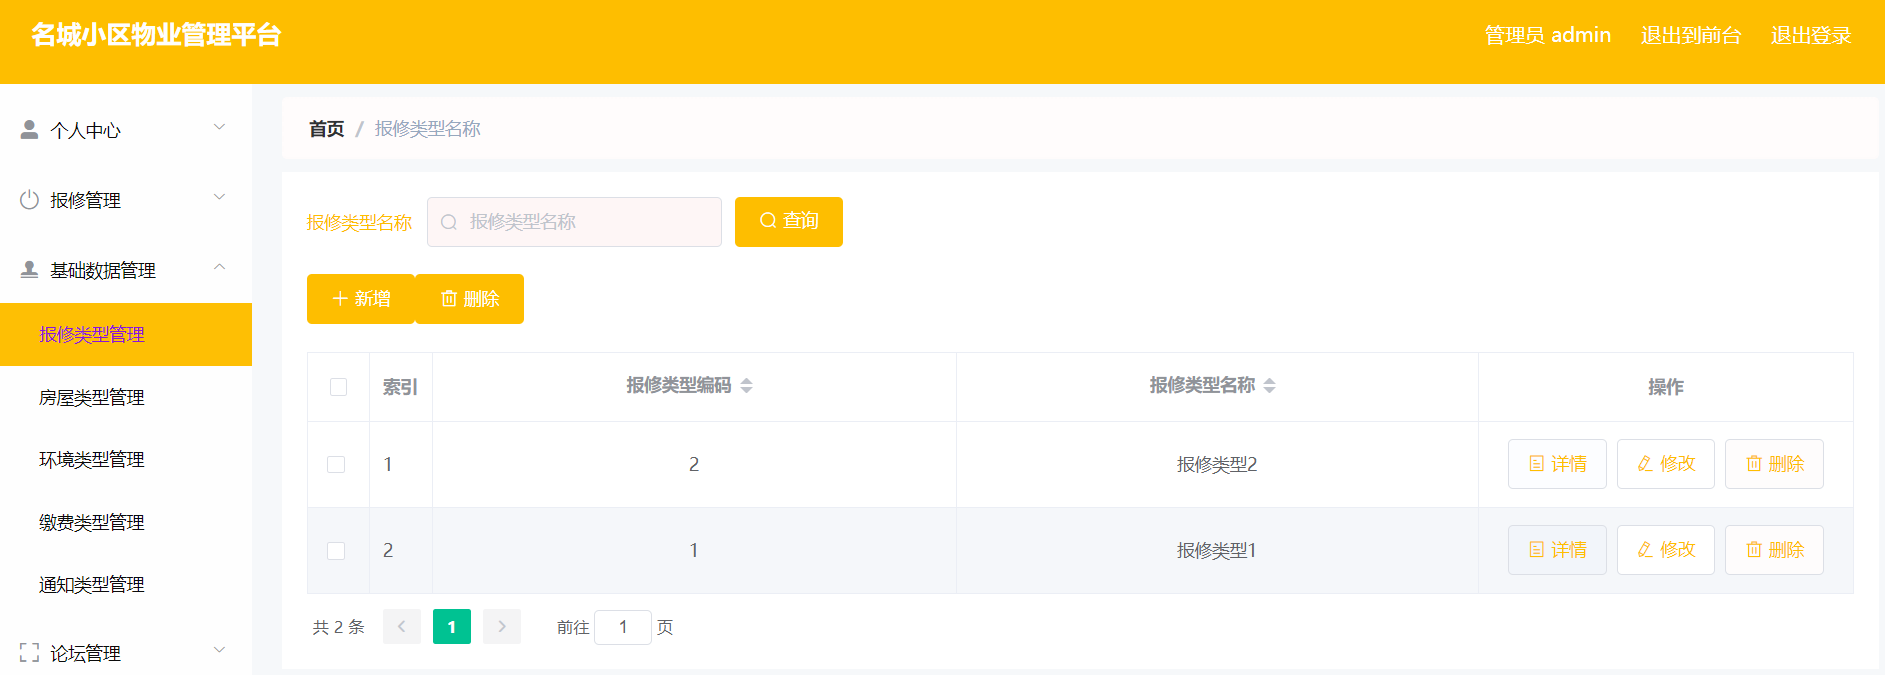 名城小区物业管理平台
管理员 admin 退出到前台 退出登录
个人中心
报修管理
基础数据管理
报修类型管理
房屋类型管理
环境类型管理
缴费类型管理
通知类型管理
论坛管理
首页 / 报修类型名称
报修类型名称 报修类型名称 查询
新增 删除
索引 报修类型编码 报修类型名称 操作
1 2 报修类型2 详情 修改 删除
2 1 报修类型1 详情 修改 删除
共 2 条 1 前往 1 页